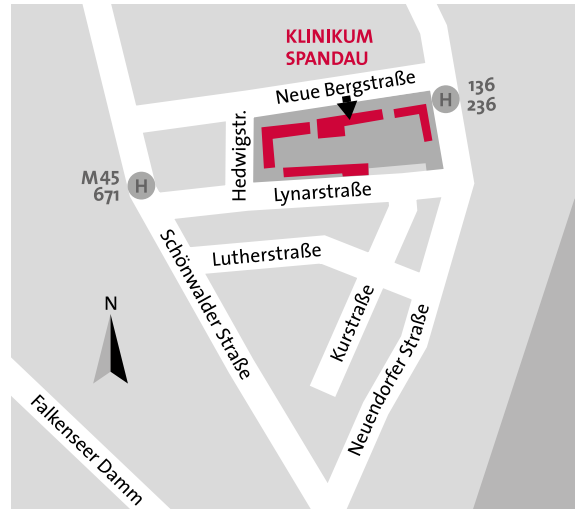 KLINIKUM
SPANDAU
Neue Bergstraße
H
136
236
Hedwigstr.
M45
671
H
Lynarstraße
Schönwalder Straße
Lutherstraße
Kurstraße
Neuendorfer Straße
N
Falkenseer Damm